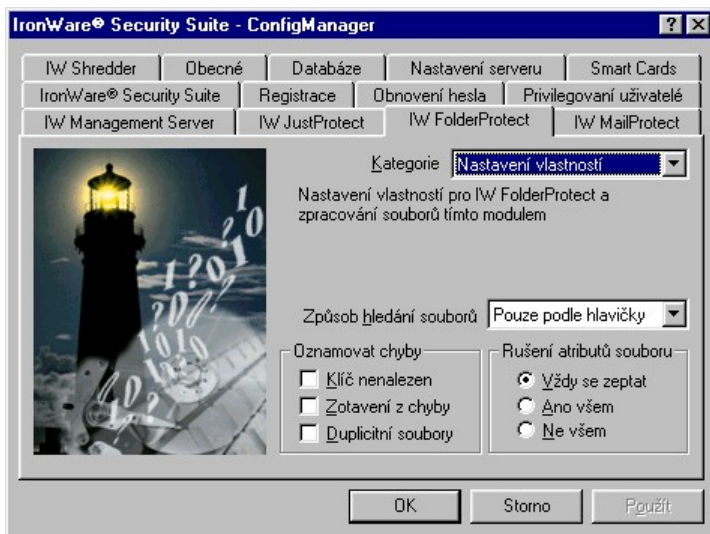 IronWare® Security Suite - ConfigManager
IW Shredder Obecné Databáze Nastavení serveru Smart Cards
IronWare® Security Suite Registrace Obnovení hesla Privilegovaní uživatelé
IW Management Server IW JustProtect IW FolderProtect IW MailProtect
Kategorie Nastavení vlastností
Nastavení vlastností pro IW FolderProtect a
zpracování souborů tímto modulem
Způsob hledání souborů Pouze podle hlavičky
Oznamovat chyby
Klíč nenalezen
Zotavení z chyby
Duplicitní soubory
Rušení atributů souboru
Vždy se zeptat
Ano všem
Ne všem
OK Storno Použít